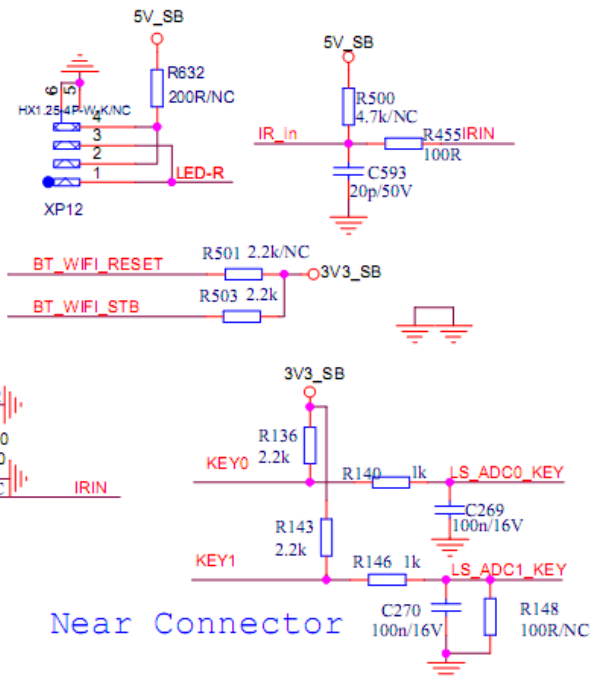 5V_SB
R632
200R/NC
6
5
HX1.25-4P-W-K/NC
4
3
2
1
LED-R
XP12
5V_SB
R500
4.7k/NC
IR_In
R455
IRIN
100R
C593
20p/50V
BT_WIFI_RESET
R501 2.2k/NC
3V3_SB
BT_WIFI_STB
R503 2.2k
3V3_SB
R136
2.2k
KEY0
R140 1k
LS_ADC0_KEY
C269
100n/16V
R143
2.2k
KEY1
R146 1k
LS_ADC1_KEY
C270
100n/16V
R148
100R/NC
IRIN
Near Connector